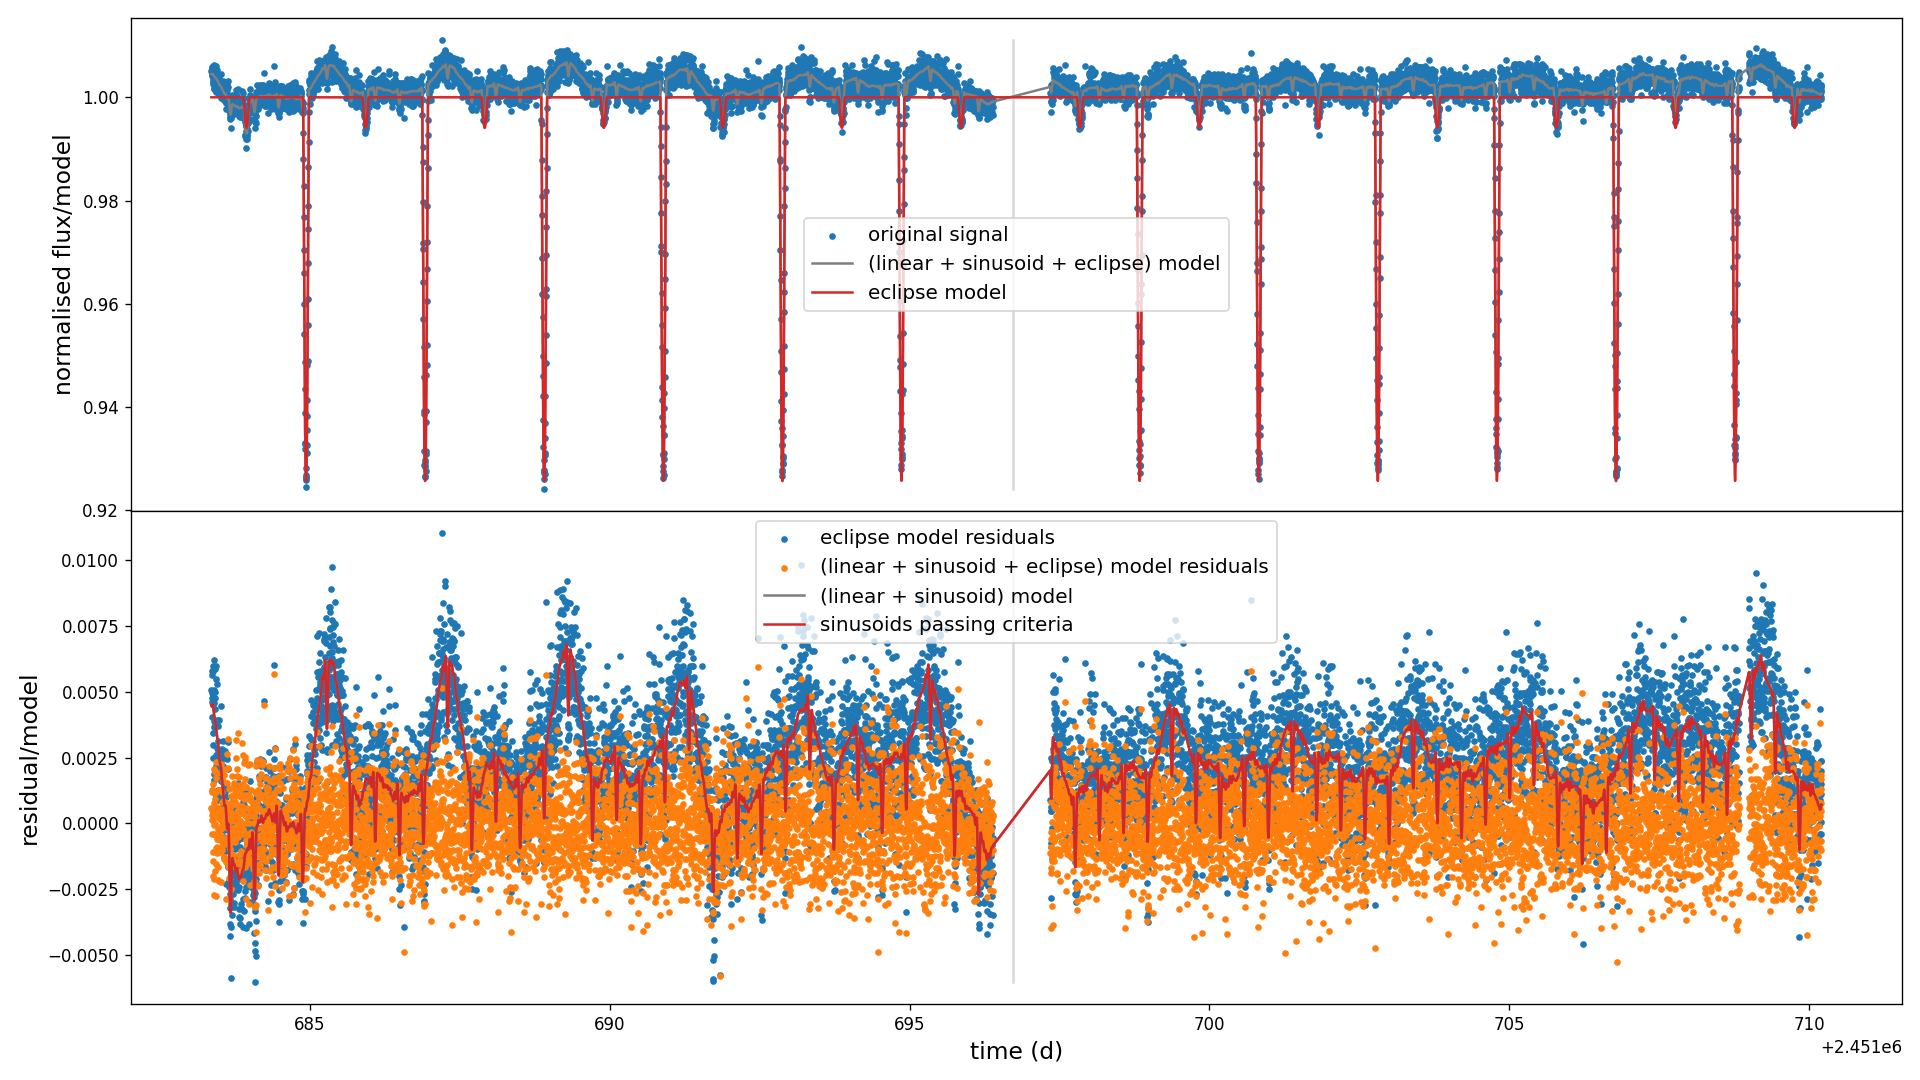 normalised flux/model
1.00
0.98
0.96
0.94
0.92
original signal
(linear + sinusoid + eclipse) model
eclipse model
residual/model
0.0100
0.0075
0.0050
0.0025
0.0000
−0.0025
−0.0050
eclipse model residuals
(linear + sinusoid + eclipse) model residuals
(linear + sinusoid) model
sinusoids passing criteria
685 690 695 700 705 710
time (d)
+2.451e6